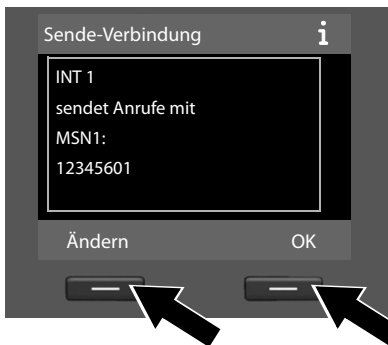 Sende-Verbindung i
INT 1
sendet Anrufe mit
MSN1:
12345601
Ändern OK